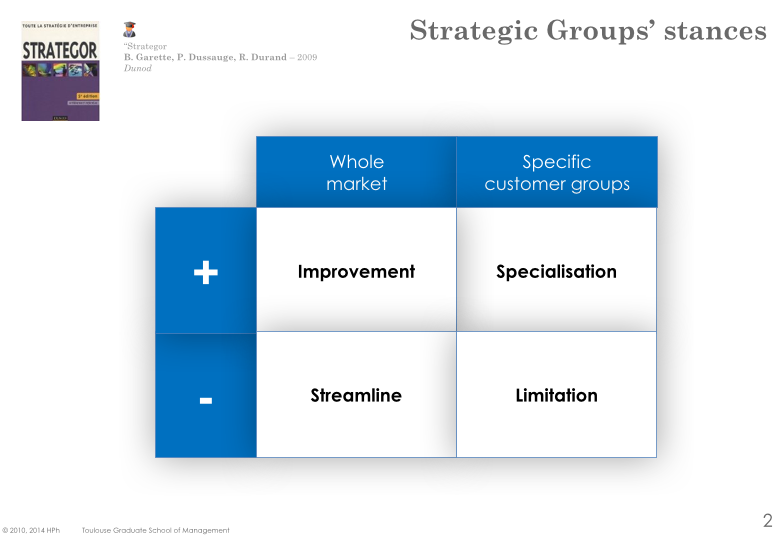 TOUTE LA STRATÉGIE D'ENTREPRISE
STRATEGOR
5e édition
"Strategor
B. Garette, P. Dussauge, R. Durand – 2009
Dunod
Strategic Groups' stances
Whole
market
Specific
customer groups
+
Improvement
Specialisation
-
Streamline
Limitation
© 2010, 2014 HPh
Toulouse Graduate School of Management
2